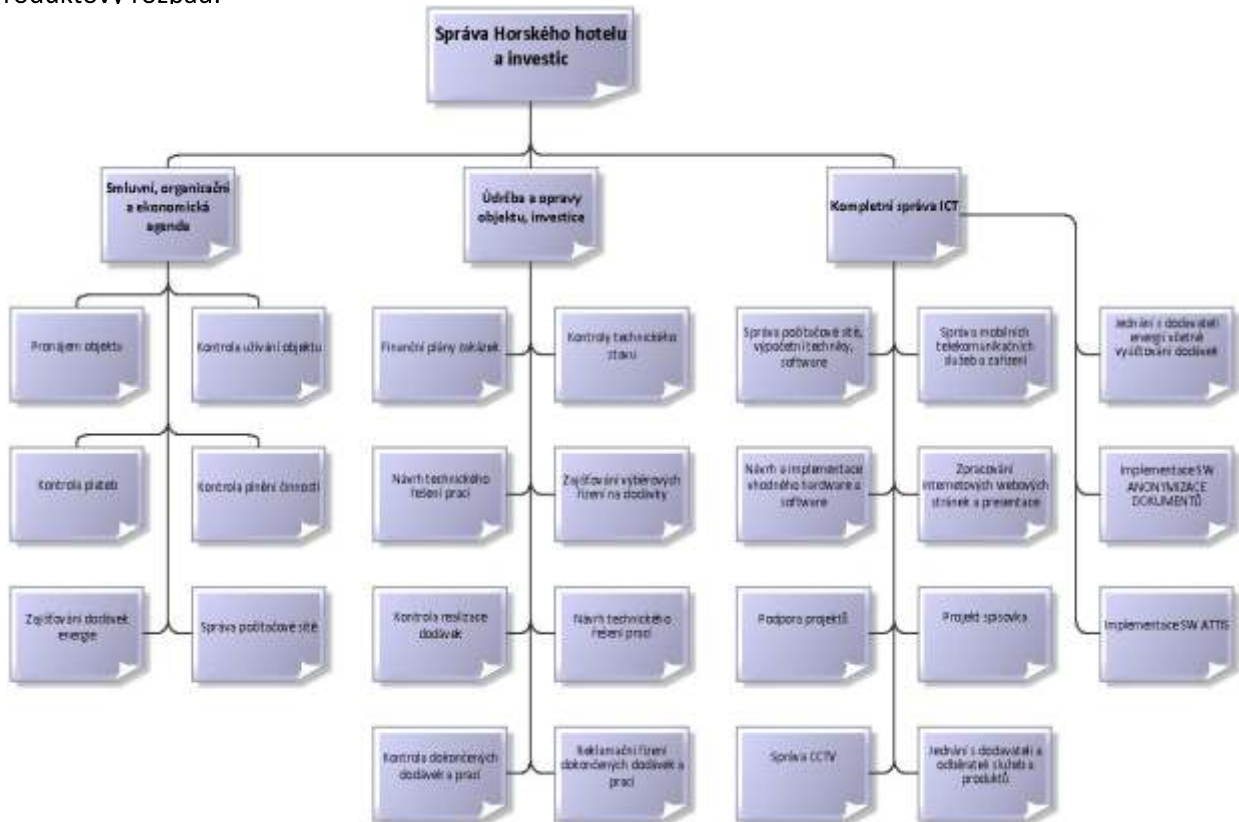 Produktový rozpad:
Správa Horského hotelu
a investic
Smluvní, organizační
a ekonomická
agenda
Údržba a opravy
objektu, investice
Kompletní správa ICT
Pronájem objektu
Kontrola užívání objektu
Finanční plány zakázek
Kontroly technického
stavu
Správa počítačové sítě,
výpočetní techniky,
software
Správa mobilních
telekomunikačních
služeb a zařízení
Jednání s dodavateli
energií včetně
vyúčtování dodávek
Kontrola plateb
Kontrola plnění činností
Návrh technického
řešení prací
Zajišťování výběrových
řízení na dodávky
Návrh a implementace
vhodného hardware a
software
Zpracování
internetových webových
stránek a presentace
Implementace SW
ANONYMIZACE
DOKUMENTŮ
Zajišťování dodávek
energie
Správa počítačové sítě
Kontrola realizace
dodávek
Návrh technického
řešení prací
Podpora projektů
Projekt spisovka
Implementace SW ATTIS
Kontrola dokončených
dodávek a prací
Reklamační řízení
dokončených dodávek a
prací
Správa CCTV
Jednání s dodavateli a
odběrateli služeb a
produktů